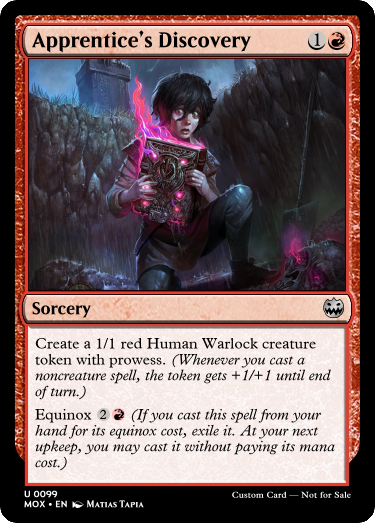 Apprentice's Discovery 1
Sorcery
Create a 1/1 red Human Warlock creature
token with prowess. (Whenever you cast a
noncreature spell, the token gets +1/+1 until end
of turn.)
Equinox 2 (If you cast this spell from your
hand for its equinox cost, exile it. At your next
upkeep, you may cast it without paying its mana
cost.)
U 0099
MOX • EN Matias Tapia
Custom Card — Not for Sale